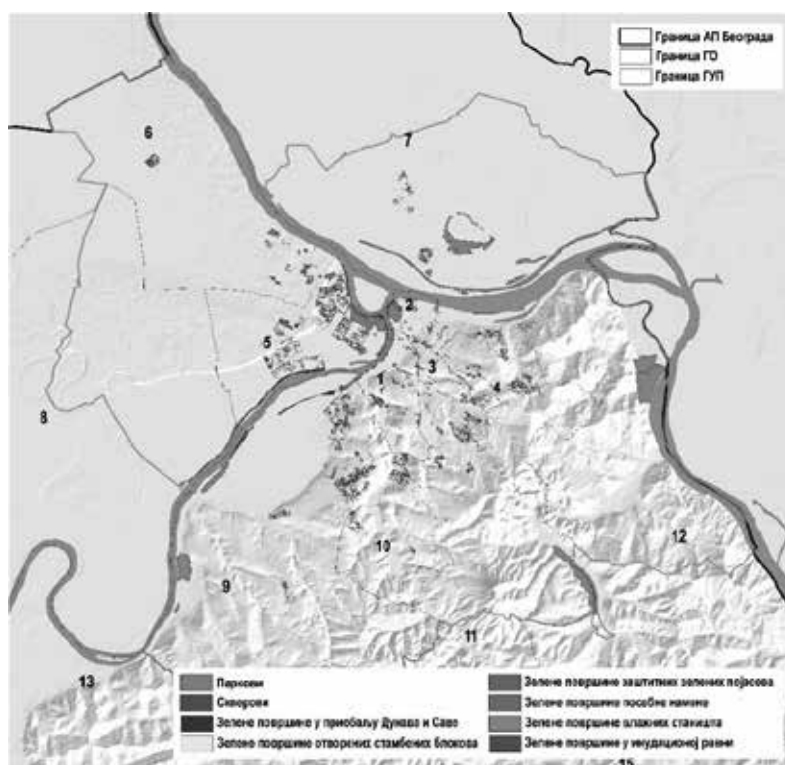 Граница АП Београда
Граница ГО
Граница ГУП
6
7
2
5
3
1
4
8
10
12
9
11
13
Паркови
Скверови
Зелене површине у приобаљу Дунава и Саве
Зелене површине отворених стамбених блокова
Зелене површине заштитних зелених појасова
Зелене површине посебне намене
Зелене површине влажних станишта
Зелене површине у инундационој равни
15